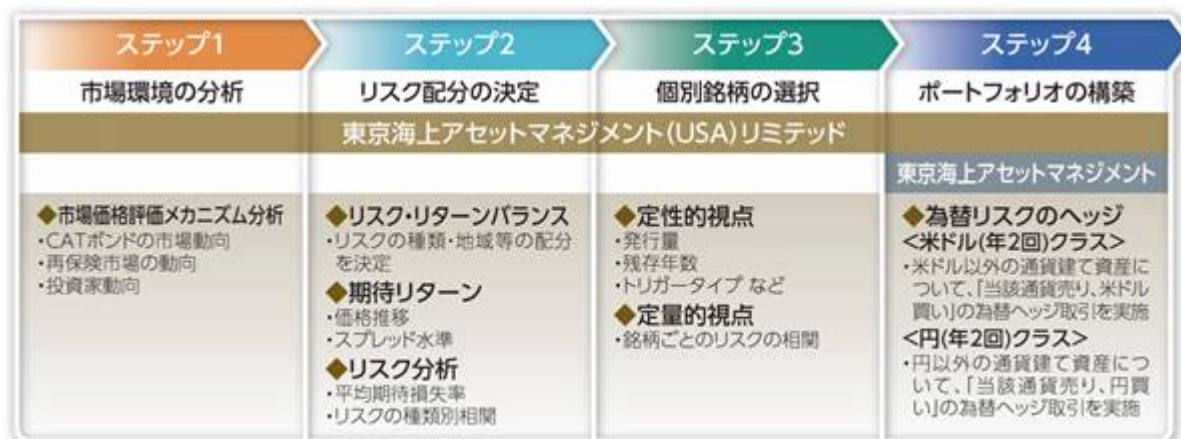 ステップ1
ステップ2
ステップ3
ステップ4
市場環境の分析
リスク配分の決定
個別銘柄の選択
ポートフォリオの構築
東京海上アセットマネジメント(USA)リミテッド
東京海上アセットマネジメント
◆市場価格評価メカニズム分析
・CATボンドの市場動向
・再保険市場の動向
・投資家動向
◆リスク・リターンバランス
・リスクの種類・地域等の配分
を決定
◆期待リターン
・価格推移
・スプレッド水準
◆リスク分析
・平均期待損失率
・リスクの種類別相関
◆定性的視点
・発行量
・残存年数
・トリガータイプ など
◆定量的視点
・銘柄ごとのリスクの相関
◆為替リスクのヘッジ
<米ドル(年2回)クラス>
・米ドル以外の通貨建て資産に
ついて、「当該通貨売り、米ドル
買い」の為替ヘッジ取引を実施
<円(年2回)クラス>
・円以外の通貨建て資産につ
いて、「当該通貨売り、円買
い」の為替ヘッジ取引を実施